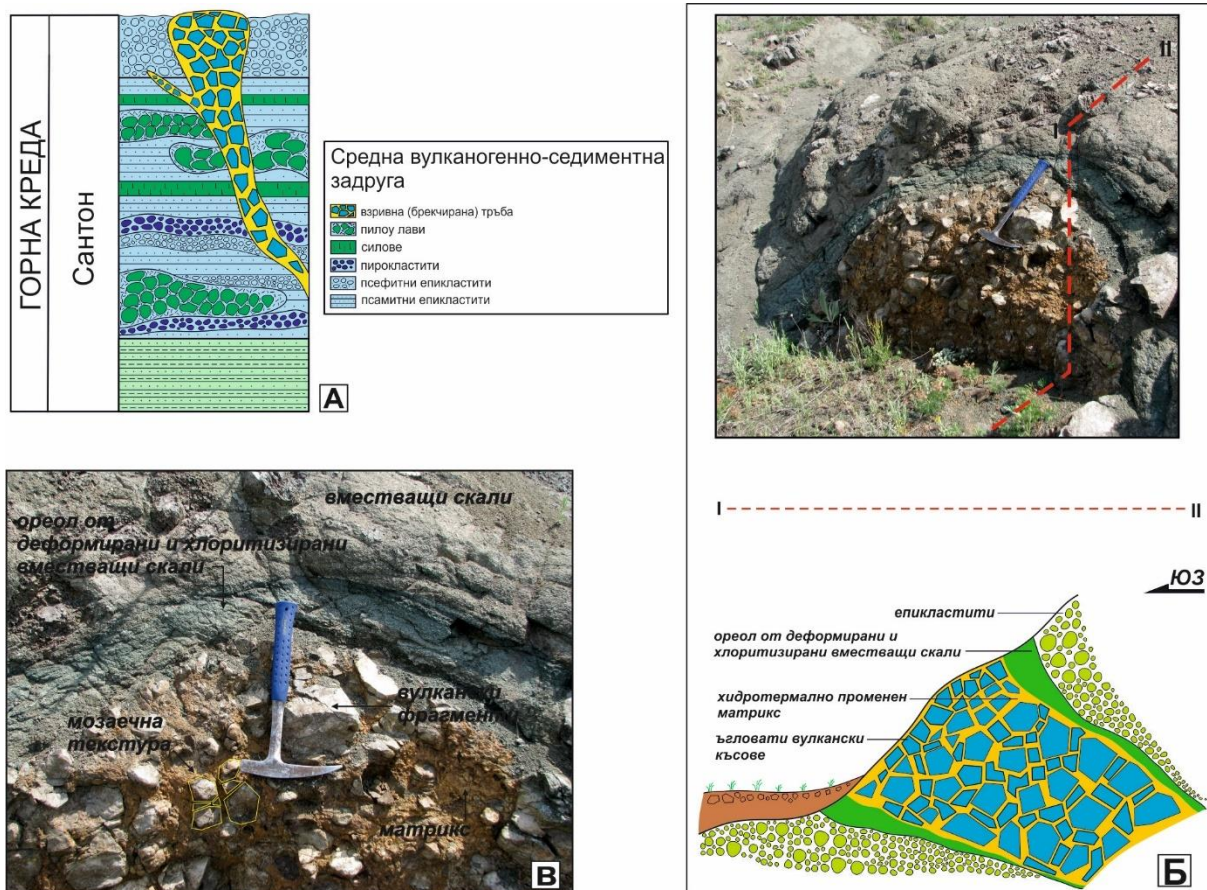 ГОРНА КРЕДА
Сантон
Средна вулканогенно-седиментна
задруга
взривна (брекчирана) тръба
пилоу лави
силове
пирокластити
псефитни епикластити
псамитни епикластити
А
II
I
I
II
ЮЗ
епикластити
ореол от деформирани и
хлоритизирани вместващи скали
хидротермално променен
матрикс
ъгловати вулкански
късове
Б
вместващи скали
ореол от
деформирани и хлоритизирани
вместващи скали
вулкански
фрагменти
мозаечна
текстура
матрикс
В